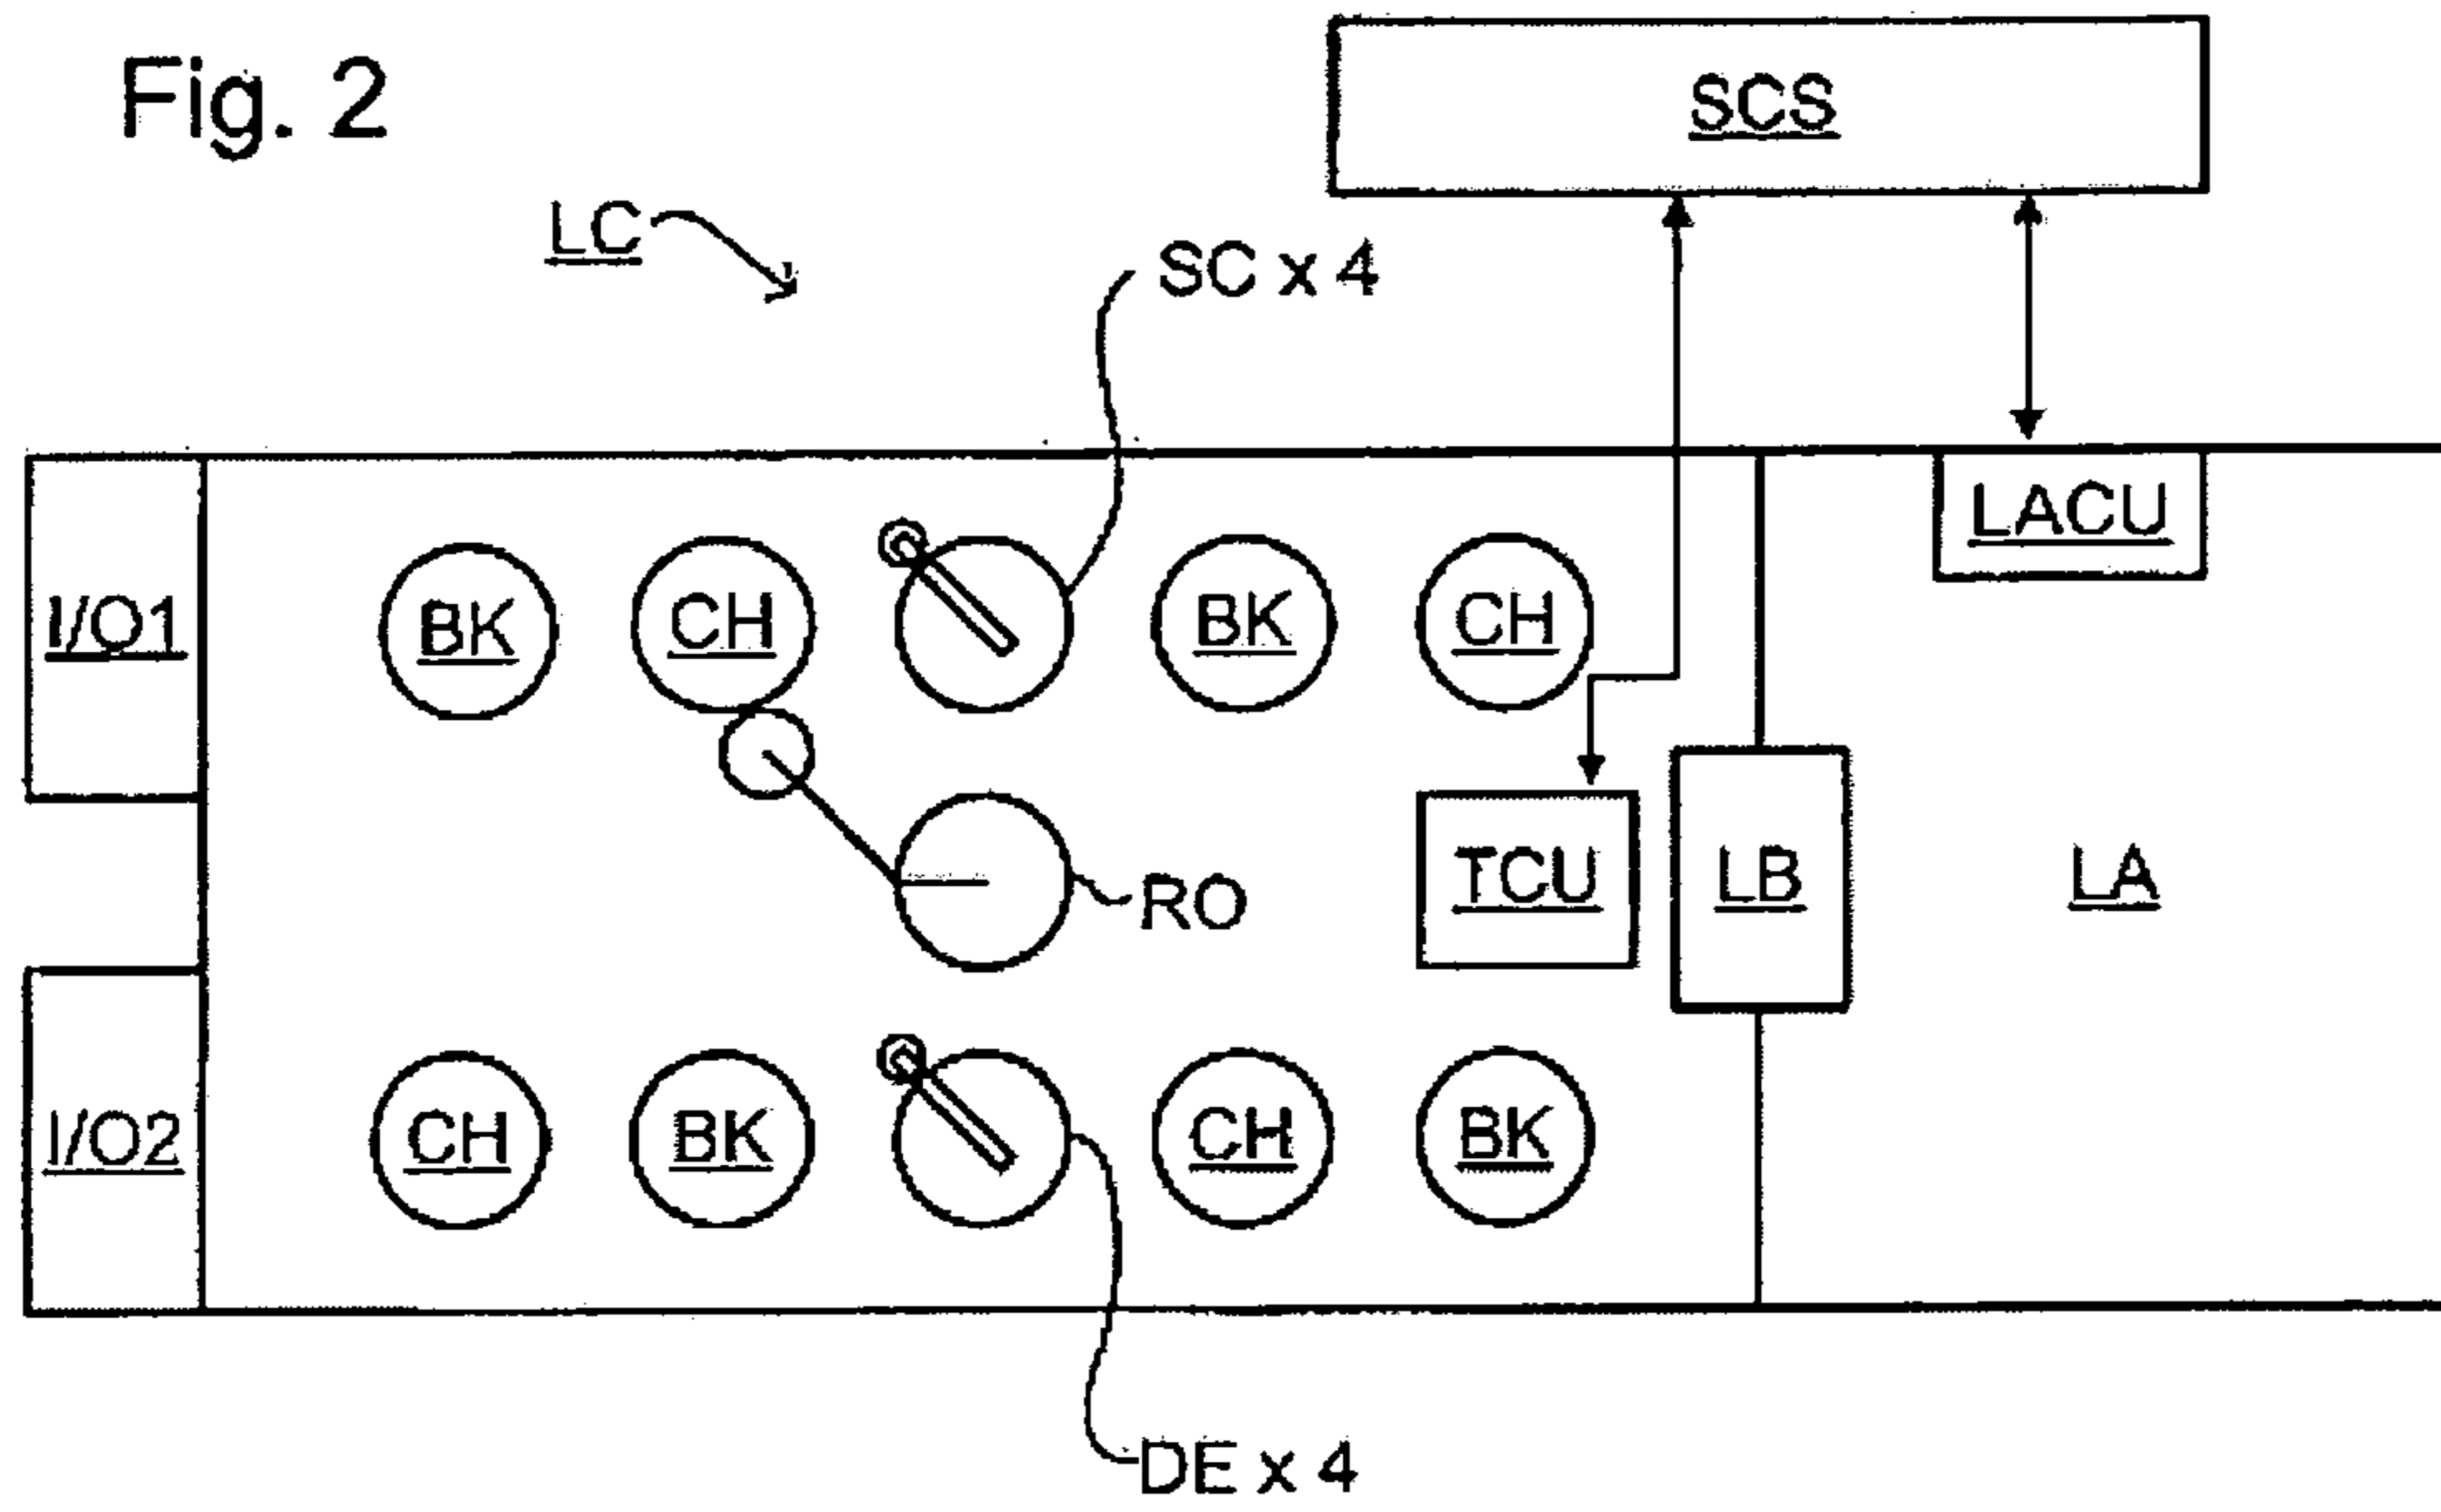 Fig. 2
SCS
LC
SC x 4
LACU
I/O1
BK
CH
BK
CH
RO
TCU
LB
LA
I/O2
CH
BK
CH
BK
DE x 4